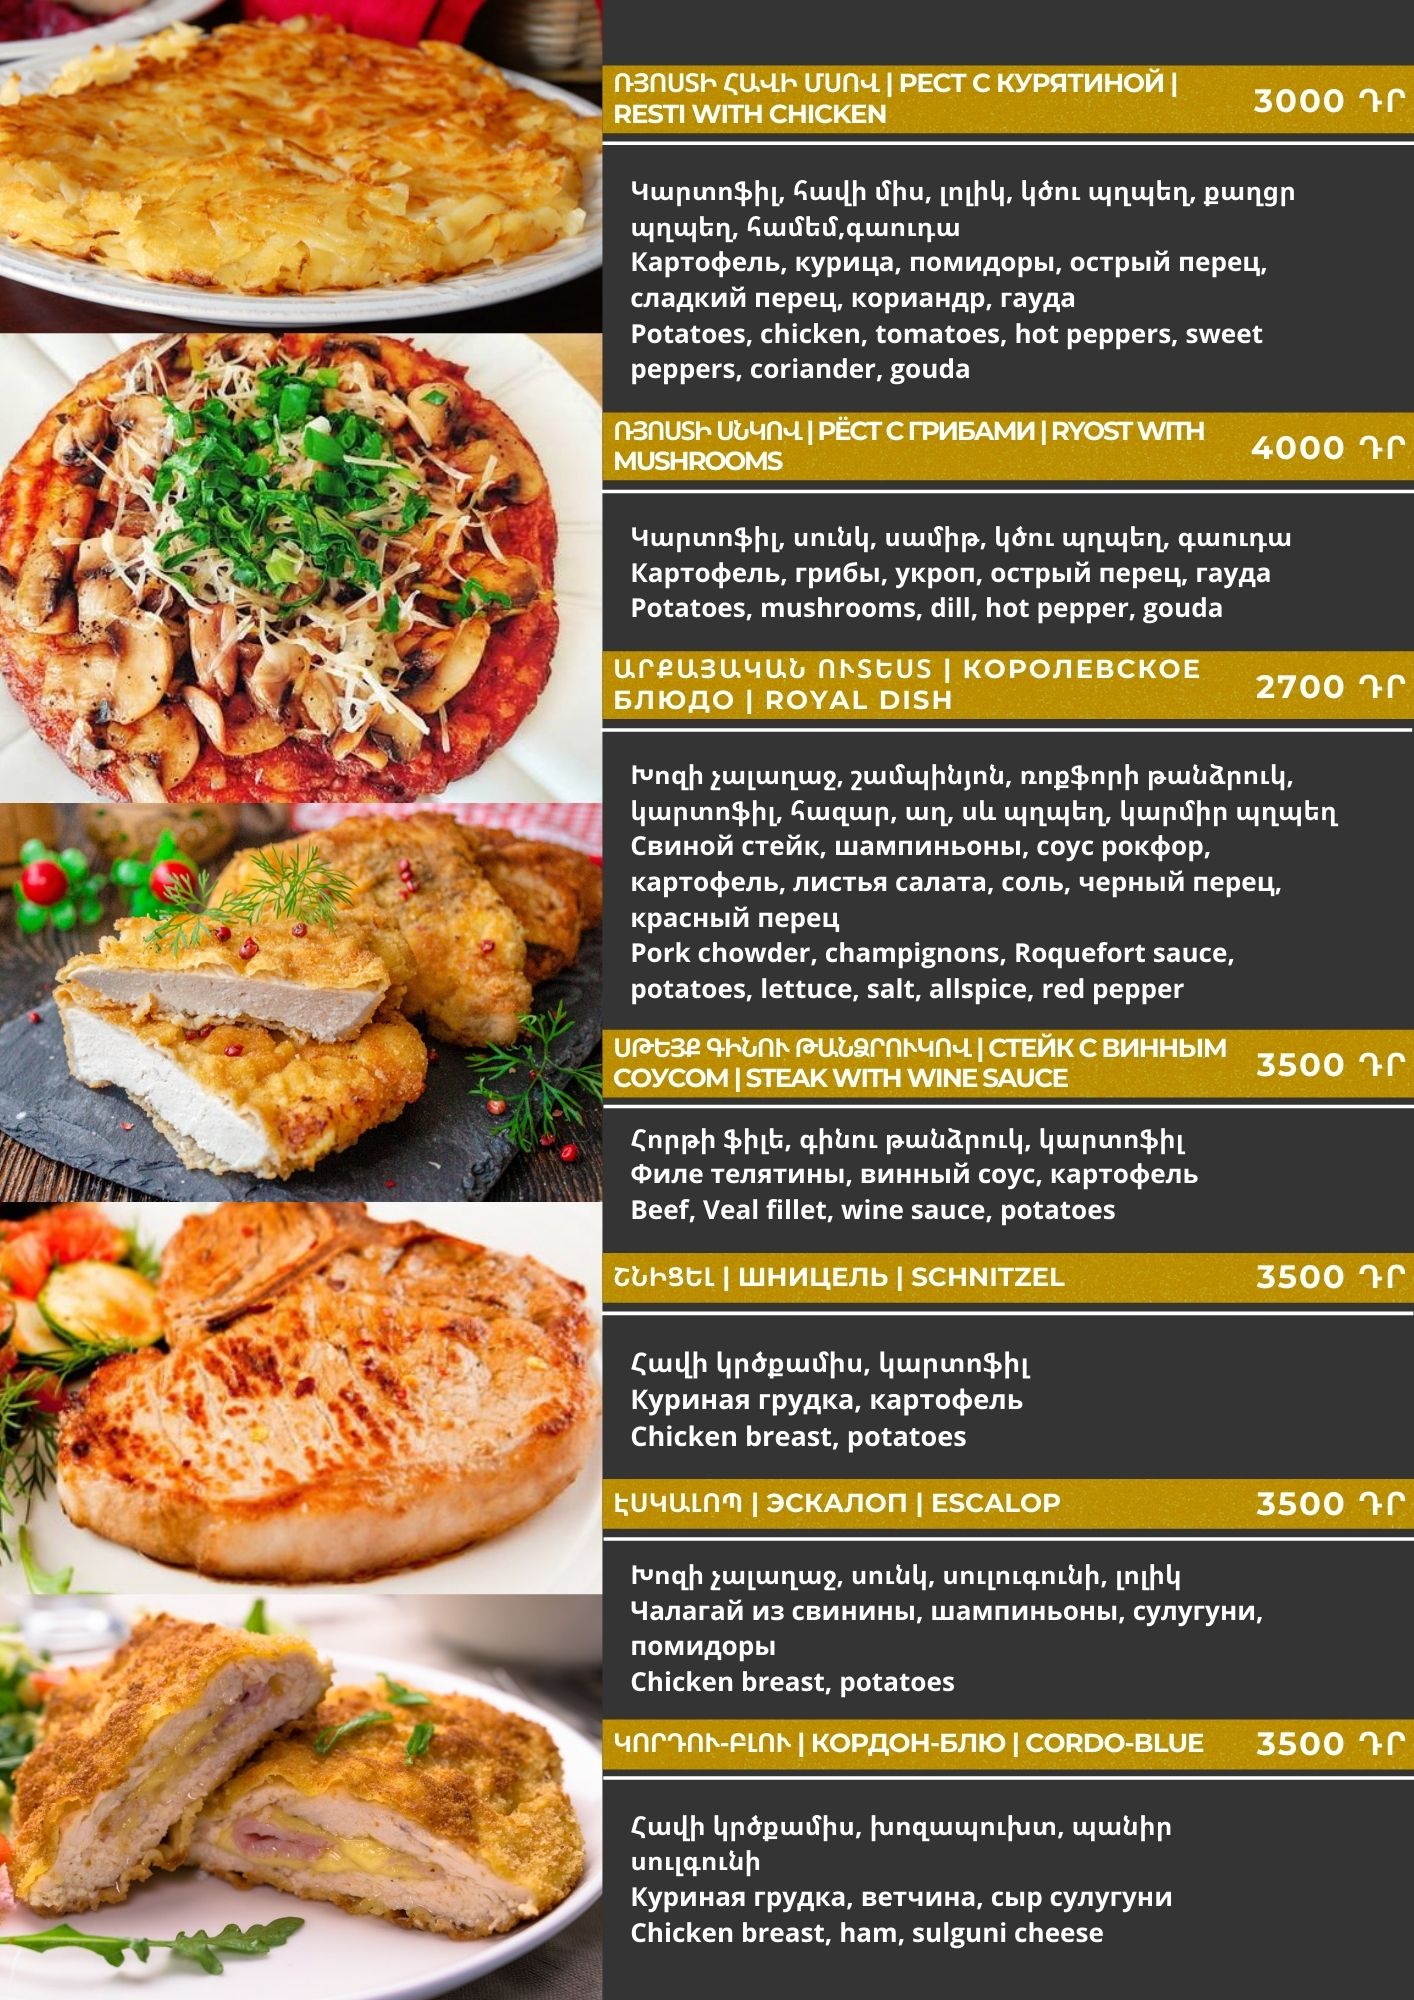 ՌՅՈՍՏԻ ՀԱՎԻ ՄՍՈՎ | РЕСТ С КУРЯТИНОЙ |
RESTI WITH CHICKEN
3000 ԴՐ
Կարտոֆիլ, հավի միս, լոլիկ, կծու պղպեղ, քաղցր
պղպեղ, համեմ,գաուդա
Картофель, курица, помидоры, острый перец,
сладкий перец, кориандр, гауда
Potatoes, chicken, tomatoes, hot peppers, sweet
peppers, coriander, gouda
ՌՅՈՍՏԻ ՍՆԿՈՎ | РЁСТ С ГРИБАМИ | RYOST WITH
MUSHROOMS
4000 ԴՐ
Կարտոֆիլ, սունկ, սամիթ, կծու պղպեղ, գաուդա
Картофель, грибы, укроп, острый перец, гауда
Potatoes, mushrooms, dill, hot pepper, gouda
ԱՐՔԱՅԱԿԱՆ ՈՒՏԵՍՏ | КОРОЛЕВСКОЕ
БЛЮДО | ROYAL DISH
2700 ԴՐ
Խոզի չալաղաջ, շամպինյոն, ռոքֆորի թանձրուկ,
կարտոֆիլ, հազար, աղ, սև պղպեղ, կարմիր պղպեղ
Свиной стейк, шампиньоны, соус рокфор,
картофель, листья салата, соль, черный перец,
красный перец
Pork chowder, champignons, Roquefort sauce,
potatoes, lettuce, salt, allspice, red pepper
ՍԹԵՅՔ ԳԻՆՈՒ ԹԱՆՁՐՈՒԿՈՎ | СТЕЙК С ВИННЫМ
СОУСОМ | STEAK WITH WINE SAUCE
3500 ԴՐ
Հորթի ֆիլե, գինու թանձրուկ, կարտոֆիլ
Филе телятины, винный соус, картофель
Beef, Veal fillet, wine sauce, potatoes
ՇՆԻՑԵԼ | ШНИЦЕЛЬ | SCHNITZEL
3500 ԴՐ
Հավի կրծքամիս, կարտոֆիլ
Куриная грудка, картофель
Chicken breast, potatoes
ԷՍԿԱԼՈՊ | ЭСКАЛОП | ESCALOP
3500 ԴՐ
Խոզի չալաղաջ, սունկ, սուլուգունի, լոլիկ
Чалагай из свинины, шампиньоны, сулугуни,
помидоры
Chicken breast, potatoes
ԿՈՐԴՈՒ-ԲԼՈՒ | КОРДОН-БЛЮ | CORDO-BLUE
3500 ԴՐ
Հավի կրծքամիս, խոզապուխտ, պանիր
սուլգունի
Куриная грудка, ветчина, сыр сулугуни
Chicken breast, ham, sulguni cheese